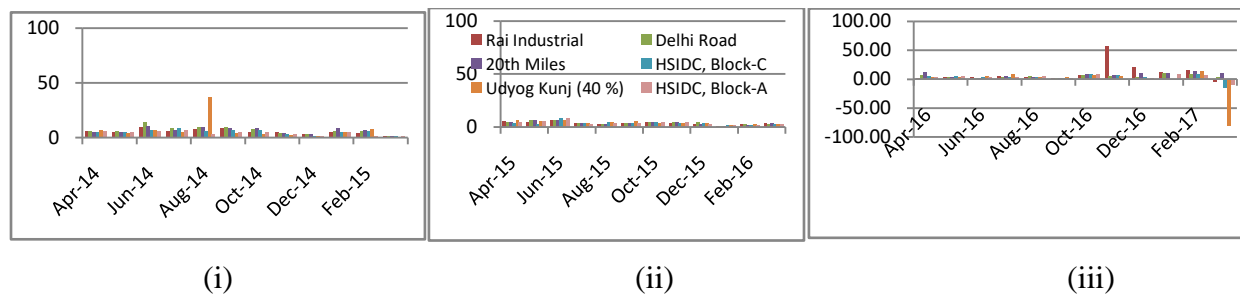 100
50
0
Apr-14
Jun-14
Aug-14
Oct-14
Dec-14
Feb-15
(i)
100
50
0
Rai Industrial
Delhi Road
20th Miles
HSIDC, Block-C
Udyog Kunj (40 %)
HSIDC, Block-A
Apr-15
Jun-15
Aug-15
Oct-15
Dec-15
Feb-16
(ii)
100.00
50.00
0.00
-50.00
-100.00
Apr-16
Jun-16
Aug-16
Oct-16
Dec-16
Feb-17
(iii)